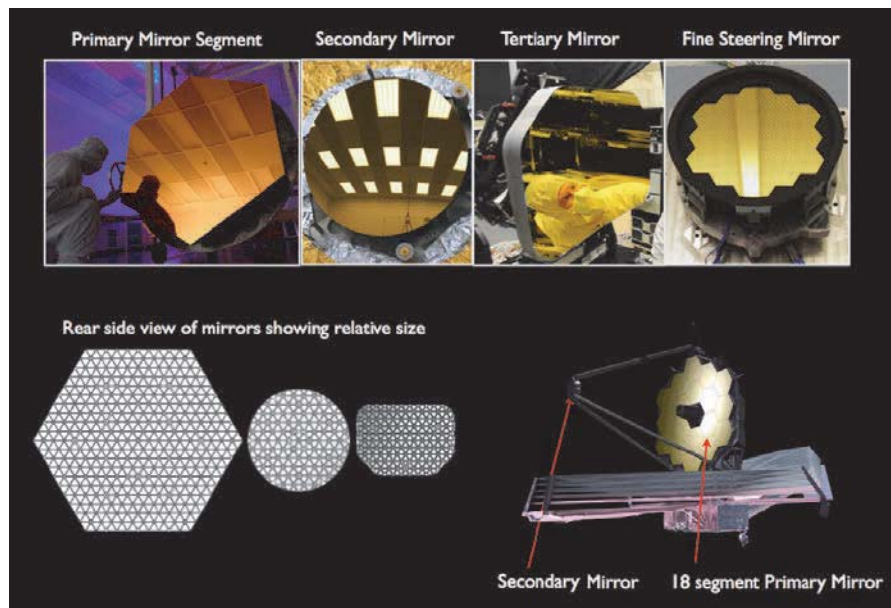 Primary Mirror Segment
Secondary Mirror
Tertiary Mirror
Fine Steering Mirror
Rear side view of mirrors showing relative size
Secondary Mirror
18 segment Primary Mirror